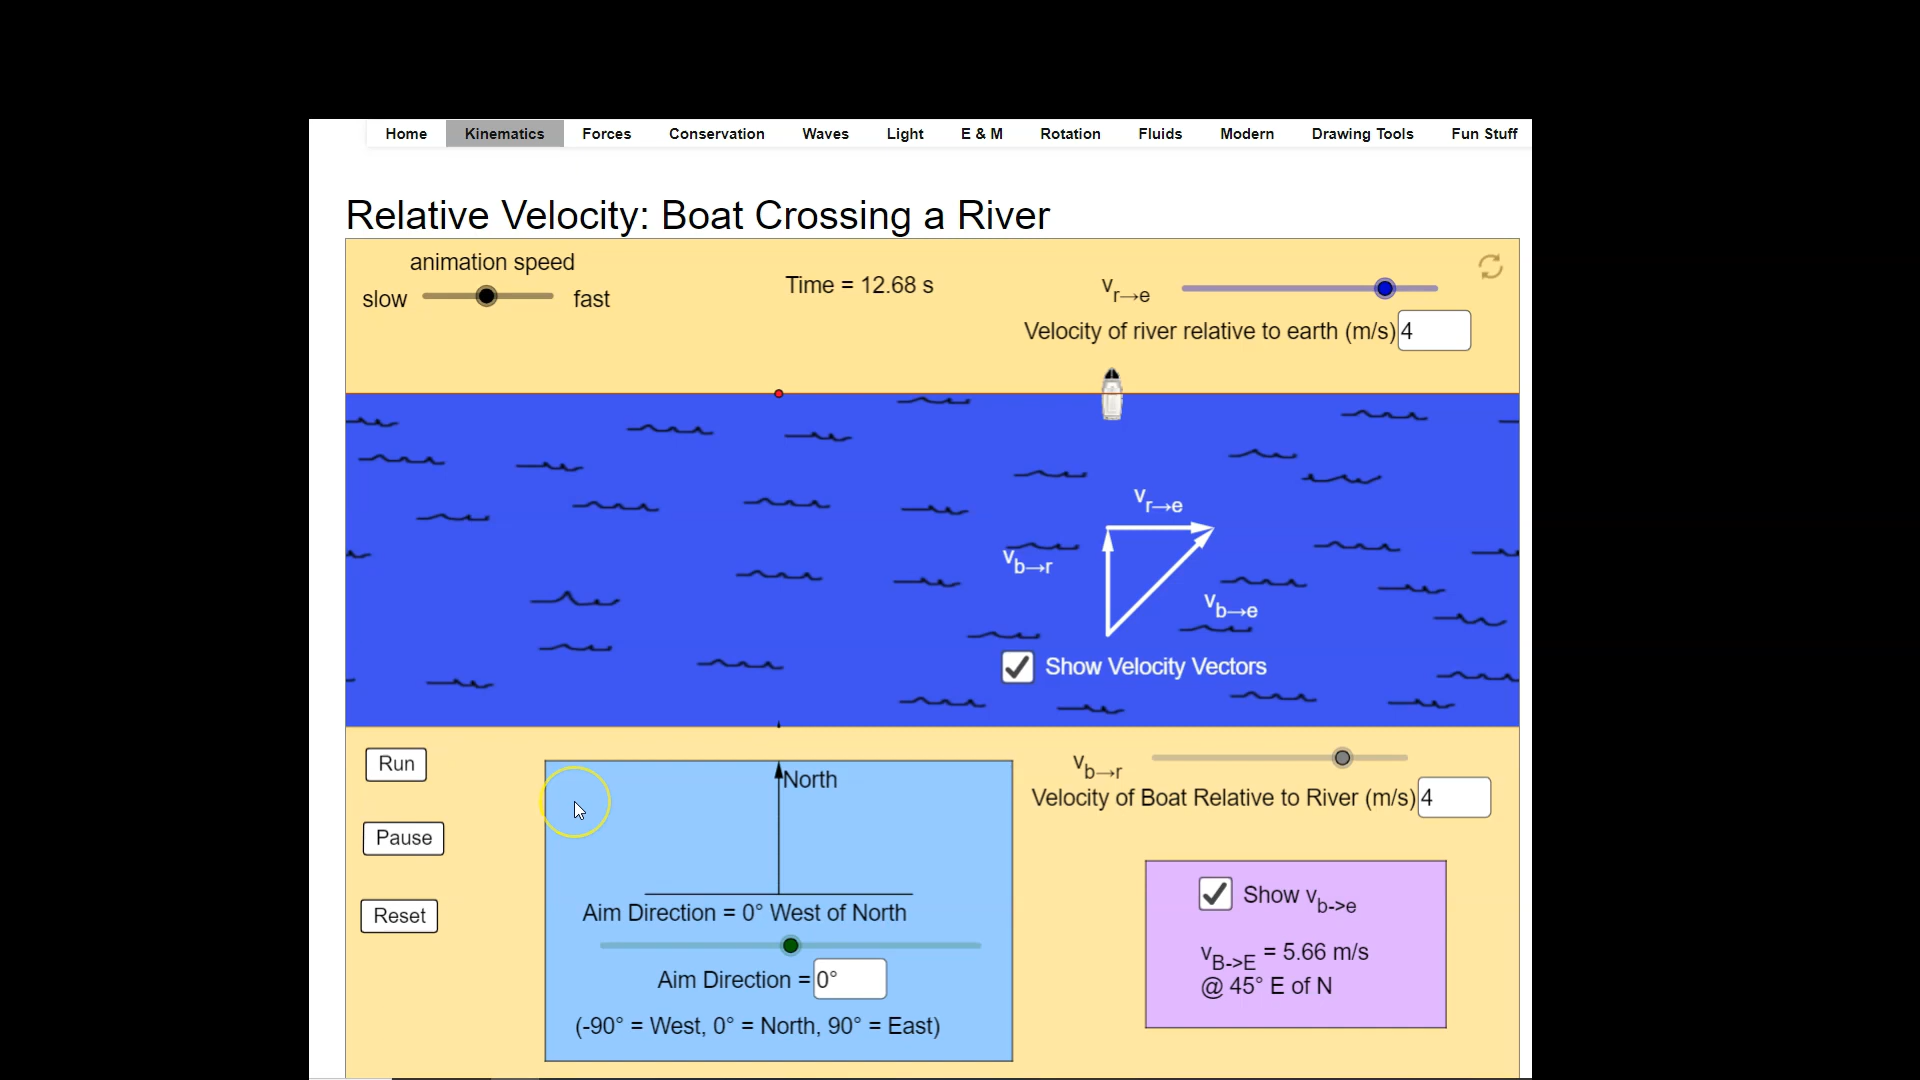 Home Kinematics Forces Conservation Waves Light E & M Rotation Fluids Modern Drawing Tools Fun Stuff
Relative Velocity: Boat Crossing a River
animation speed
slow fast
Time = 12.68 s
vr→e
Velocity of river relative to earth (m/s) 4
vr→e
vb→r
vb→e
Show Velocity Vectors
Run
Pause
Reset
North
Aim Direction = 0° West of North
Aim Direction = 0°
(-90° = West, 0° = North, 90° = East)
vb→r
Velocity of Boat Relative to River (m/s) 4
Show vb->e
vB->E = 5.66 m/s
@ 45° E of N